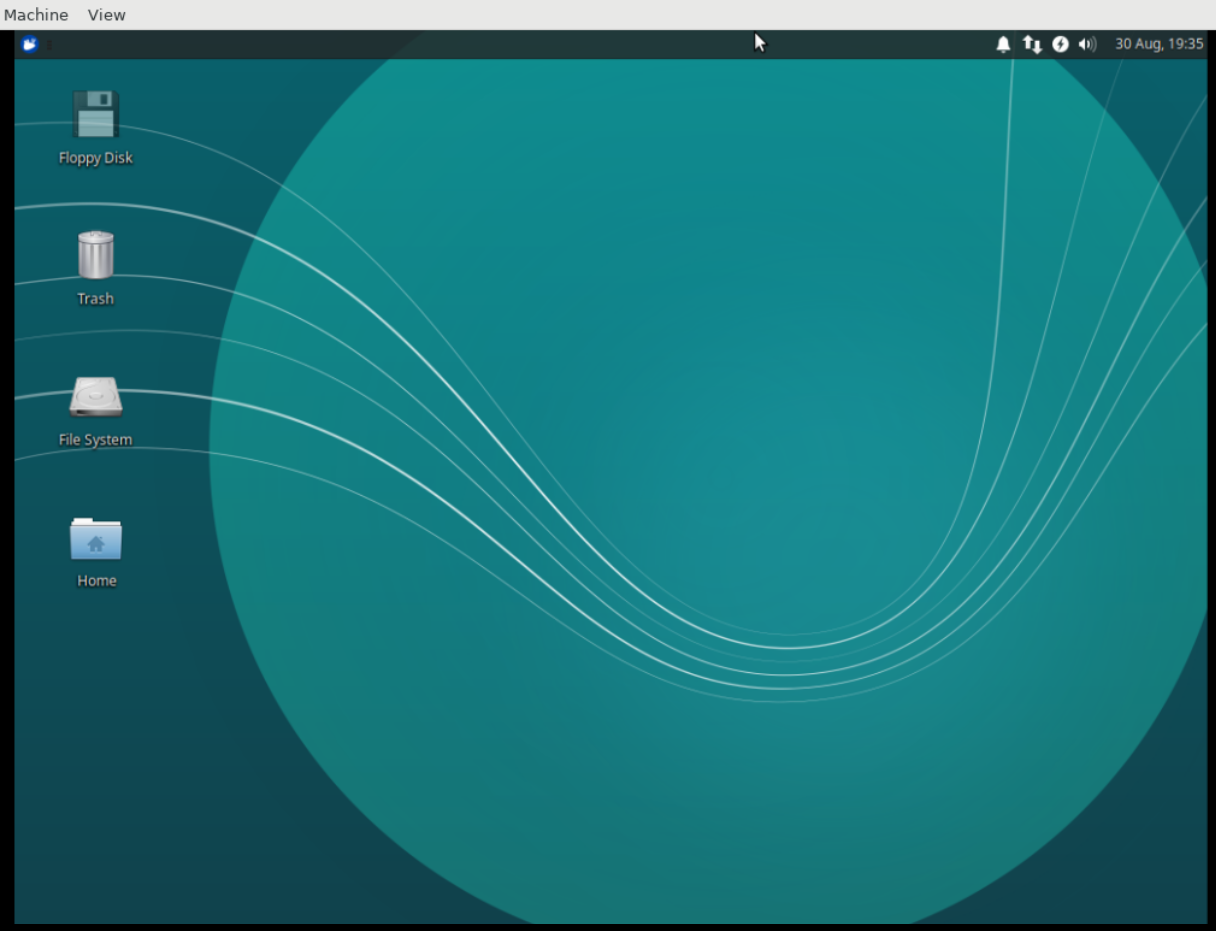 Machine View
30 Aug, 19:35
Floppy Disk
Trash
File System
Home